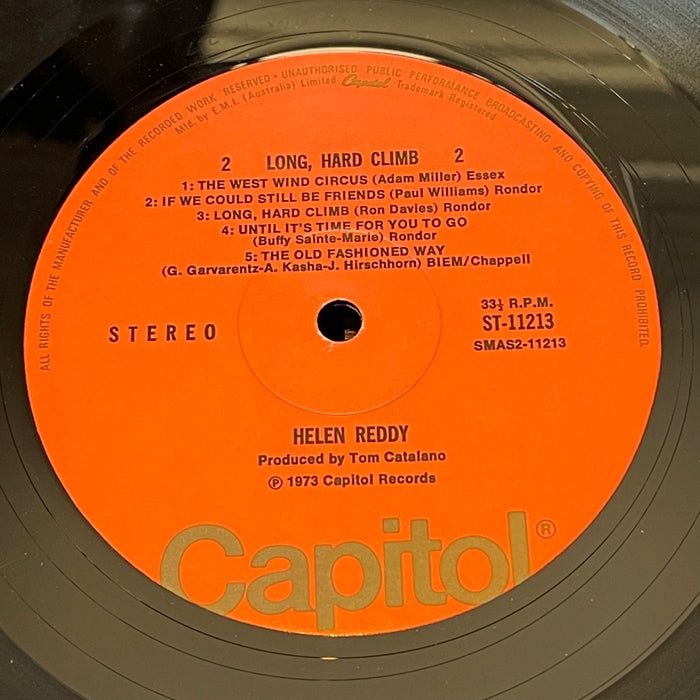 ALL RIGHTS OF THE MANUFACTURER AND OF THE RECORDED WORK RESERVED • UNAUTHORISED PUBLIC PERFORMANCE BROADCASTING AND COPYING OF THIS RECORD PROHIBITED.
Mfd. by E.M.I. (Australia) Limited Capitol Trademark Registered
2 LONG, HARD CLIMB 2
1: THE WEST WIND CIRCUS (Adam Miller) Essex
2: IF WE COULD STILL BE FRIENDS (Paul Williams) Rondor
3: LONG, HARD CLIMB (Ron Davies) Rondor
4: UNTIL IT'S TIME FOR YOU TO GO
(Buffy Sainte-Marie) Rondor
5: THE OLD FASHIONED WAY
(G. Garvarentz-A. Kasha-J. Hirschhorn) BIEM/Chappell
STEREO
33⅓ R.P.M.
ST-11213
SMAS2-11213
HELEN REDDY
Produced by Tom Catalano
℗ 1973 Capitol Records
Capitol®